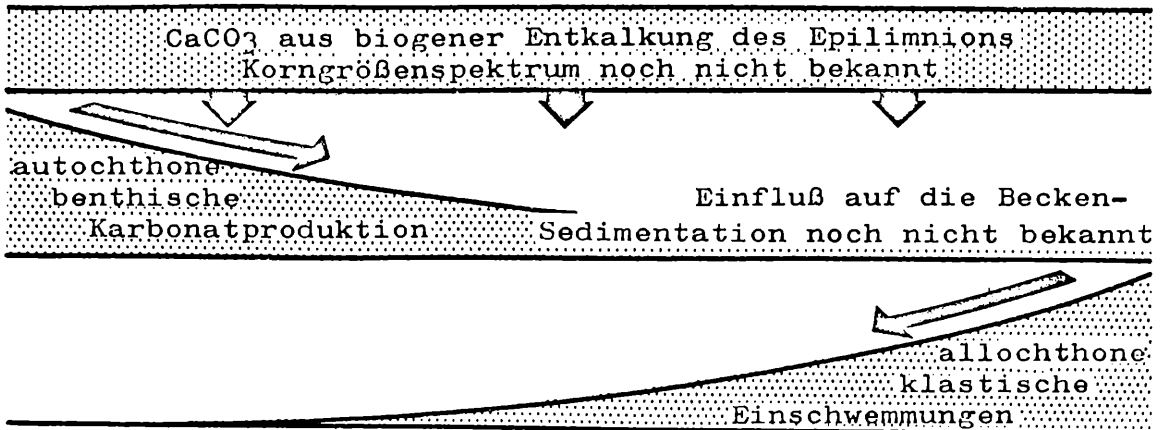 CaCO3 aus biogener Entkalkung des Epilimnions
Korngrößenspektrum noch nicht bekannt
autochthone
benthische
Karbonatproduktion
Einfluß auf die Becken-
Sedimentation noch nicht bekannt
allochthone
klastische
Einschwemmungen